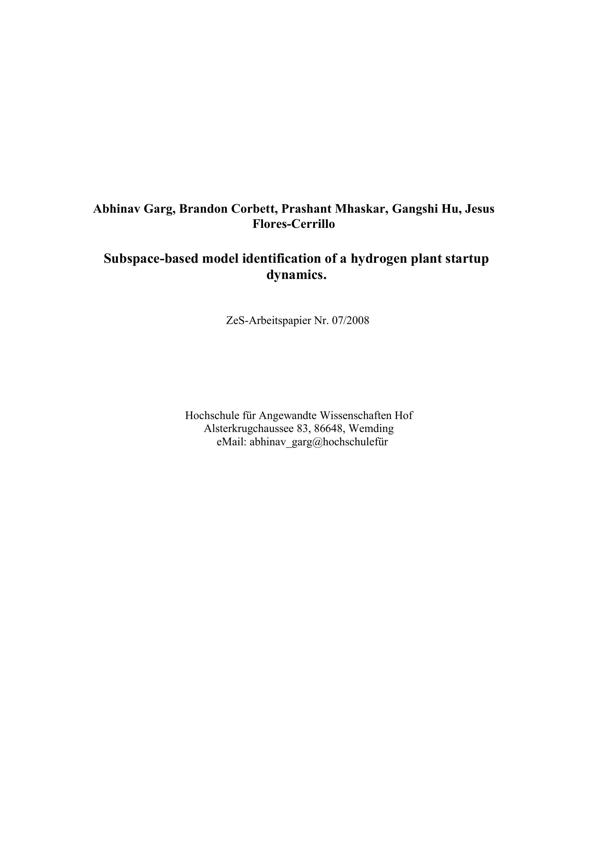 Abhinav Garg, Brandon Corbett, Prashant Mhaskar, Gangshi Hu, Jesus
Flores-Cerrillo
Subspace-based model identification of a hydrogen plant startup
dynamics.
ZeS-Arbeitspapier Nr. 07/2008
Hochschule für Angewandte Wissenschaften Hof
Alsterkrugchaussee 83, 86648, Wemding
eMail: abhinav_garg@hochschulefür